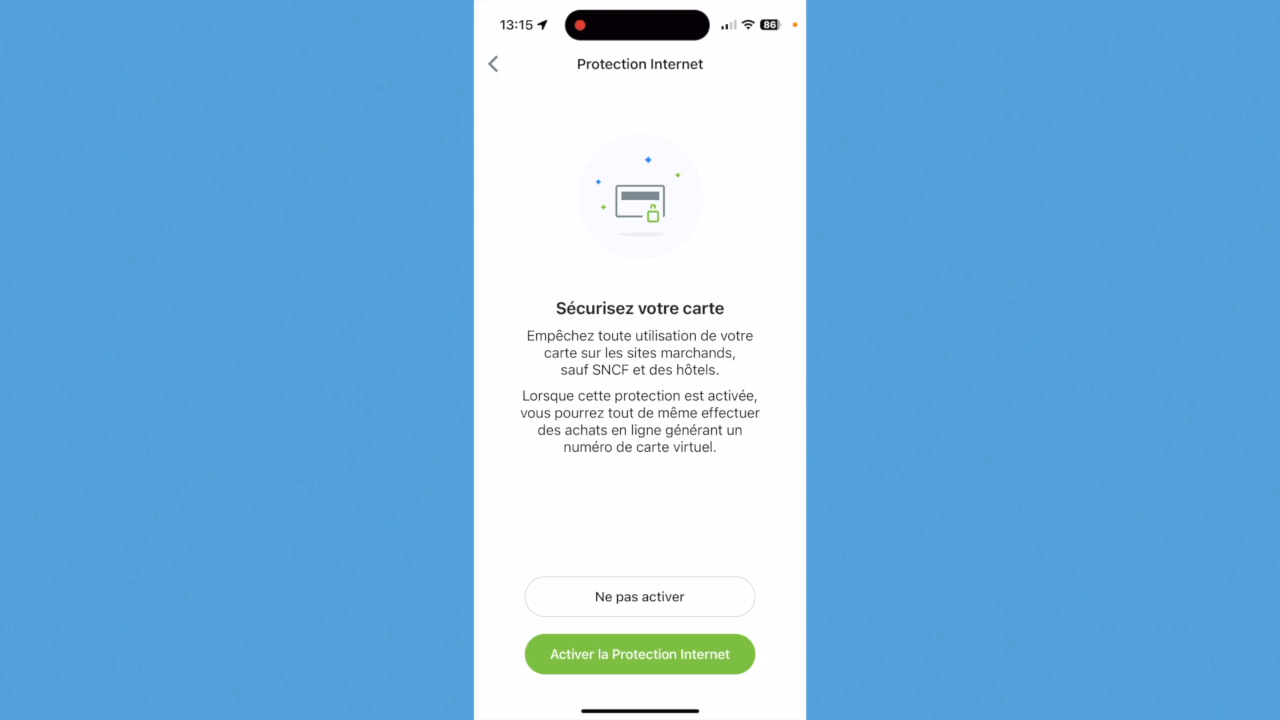 13:15
86
Protection Internet
Sécurisez votre carte
Empêchez toute utilisation de votre
carte sur les sites marchands,
sauf SNCF et des hôtels.
Lorsque cette protection est activée,
vous pourrez tout de même effectuer
des achats en ligne générant un
numéro de carte virtuel.
Ne pas activer
Activer la Protection Internet